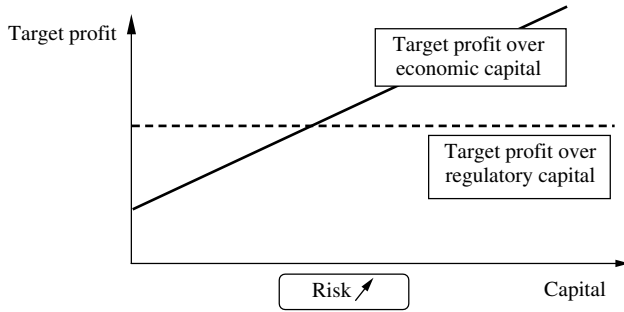 Target profit
Target profit over
economic capital
Target profit over
regulatory capital
Risk
Capital